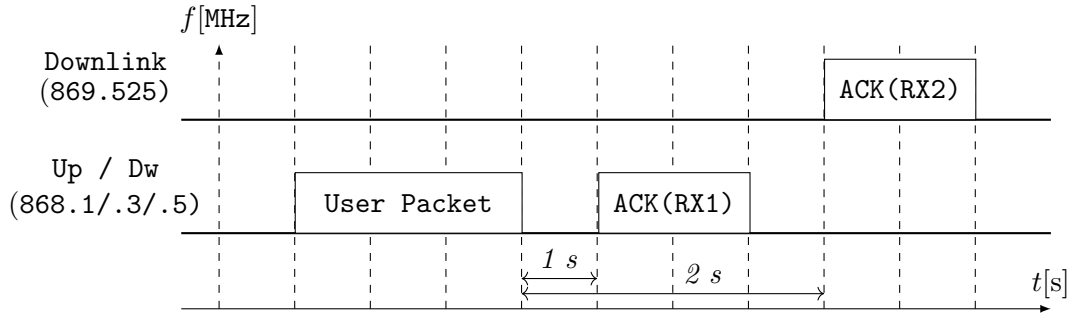 f[MHz]
Downlink
(869.525)
ACK(RX2)
Up / Dw
(868.1/.3/.5)
User Packet
ACK(RX1)
1 s
2 s
t[s]